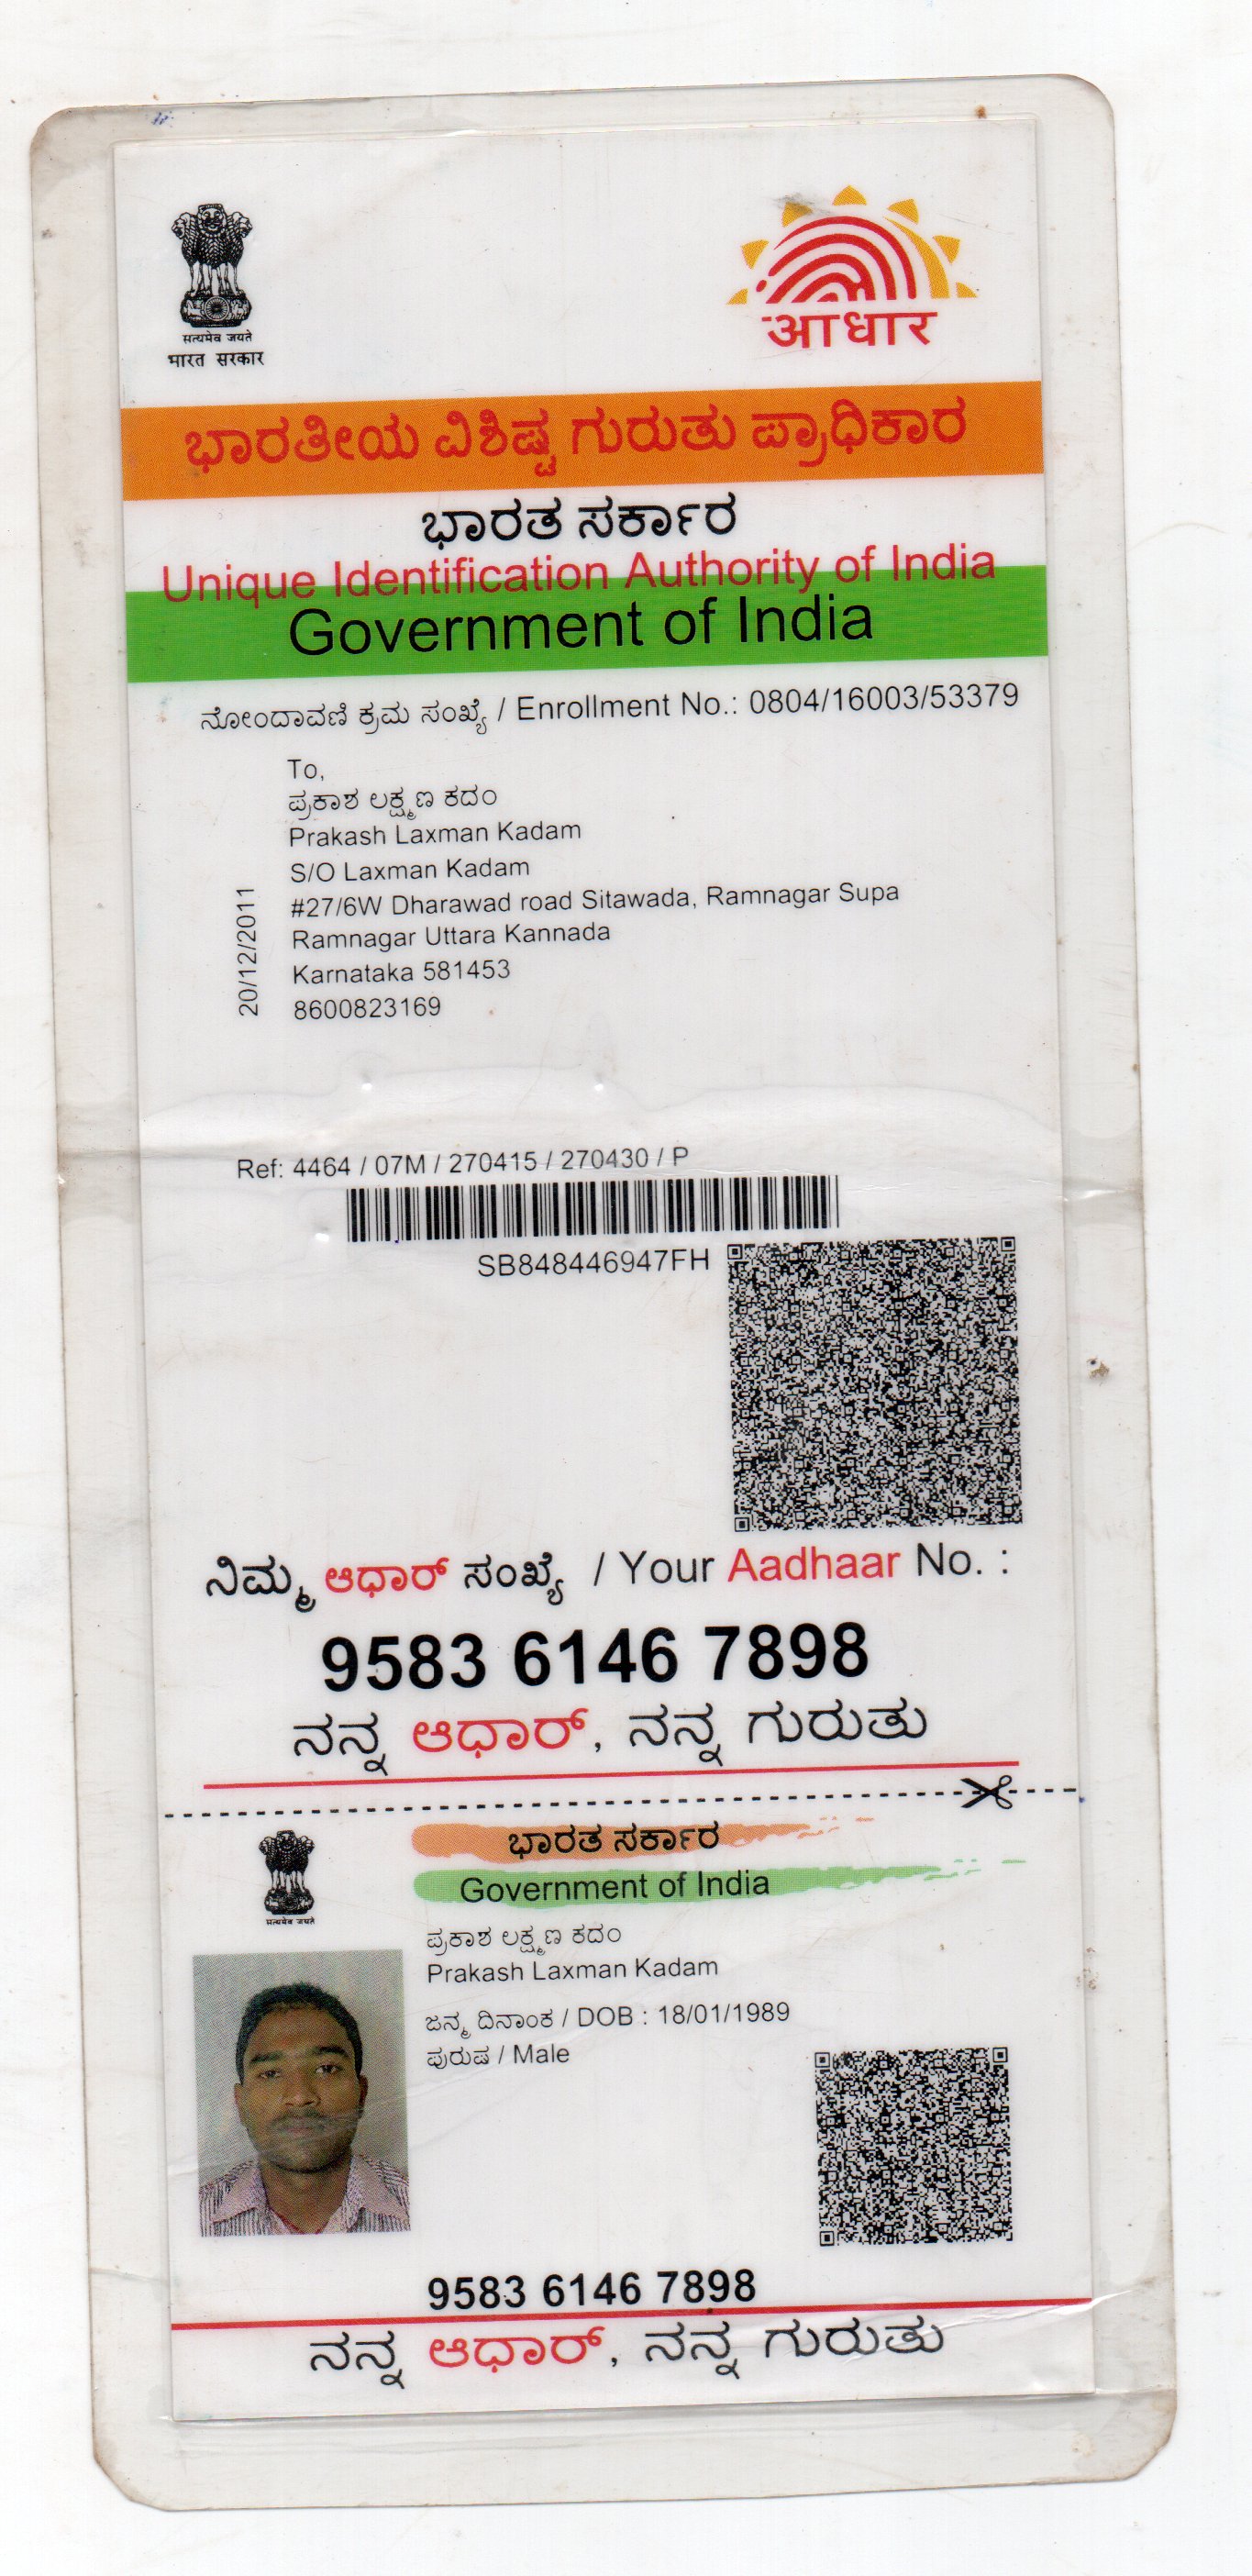 सत्यमेव जयते
भारत सरकार
आधार
ಭಾರತೀಯ ವಿಶಿಷ್ಟ ಗುರುತು ಪ್ರಾಧಿಕಾರ
ಭಾರತ ಸರ್ಕಾರ
Unique Identification Authority of India
Government of India
ನೋಂದಾವಣಿ ಕ್ರಮ ಸಂಖ್ಯೆ / Enrollment No.: 0804/16003/53379
To,
ಪ್ರಕಾಶ ಲಕ್ಷ್ಮಣ ಕದಂ
Prakash Laxman Kadam
S/O Laxman Kadam
#27/6W Dharawad road Sitawada, Ramnagar Supa
Ramnagar Uttara Kannada
Karnataka 581453
8600823169
20/12/2011
Ref: 4464 / 07M / 270415 / 270430 / P
SB848446947FH
ನಿಮ್ಮ ಆಧಾರ್ ಸಂಖ್ಯೆ / Your Aadhaar No. :
9583 6146 7898
ನನ್ನ ಆಧಾರ್, ನನ್ನ ಗುರುತು
ಭಾರತ ಸರ್ಕಾರ
Government of India
सत्यमेव जयते
ಪ್ರಕಾಶ ಲಕ್ಷ್ಮಣ ಕದಂ
Prakash Laxman Kadam
ಜನ್ಮ ದಿನಾಂಕ / DOB : 18/01/1989
ಪುರುಷ / Male
9583 6146 7898
ನನ್ನ ಆಧಾರ್, ನನ್ನ ಗುರುತು